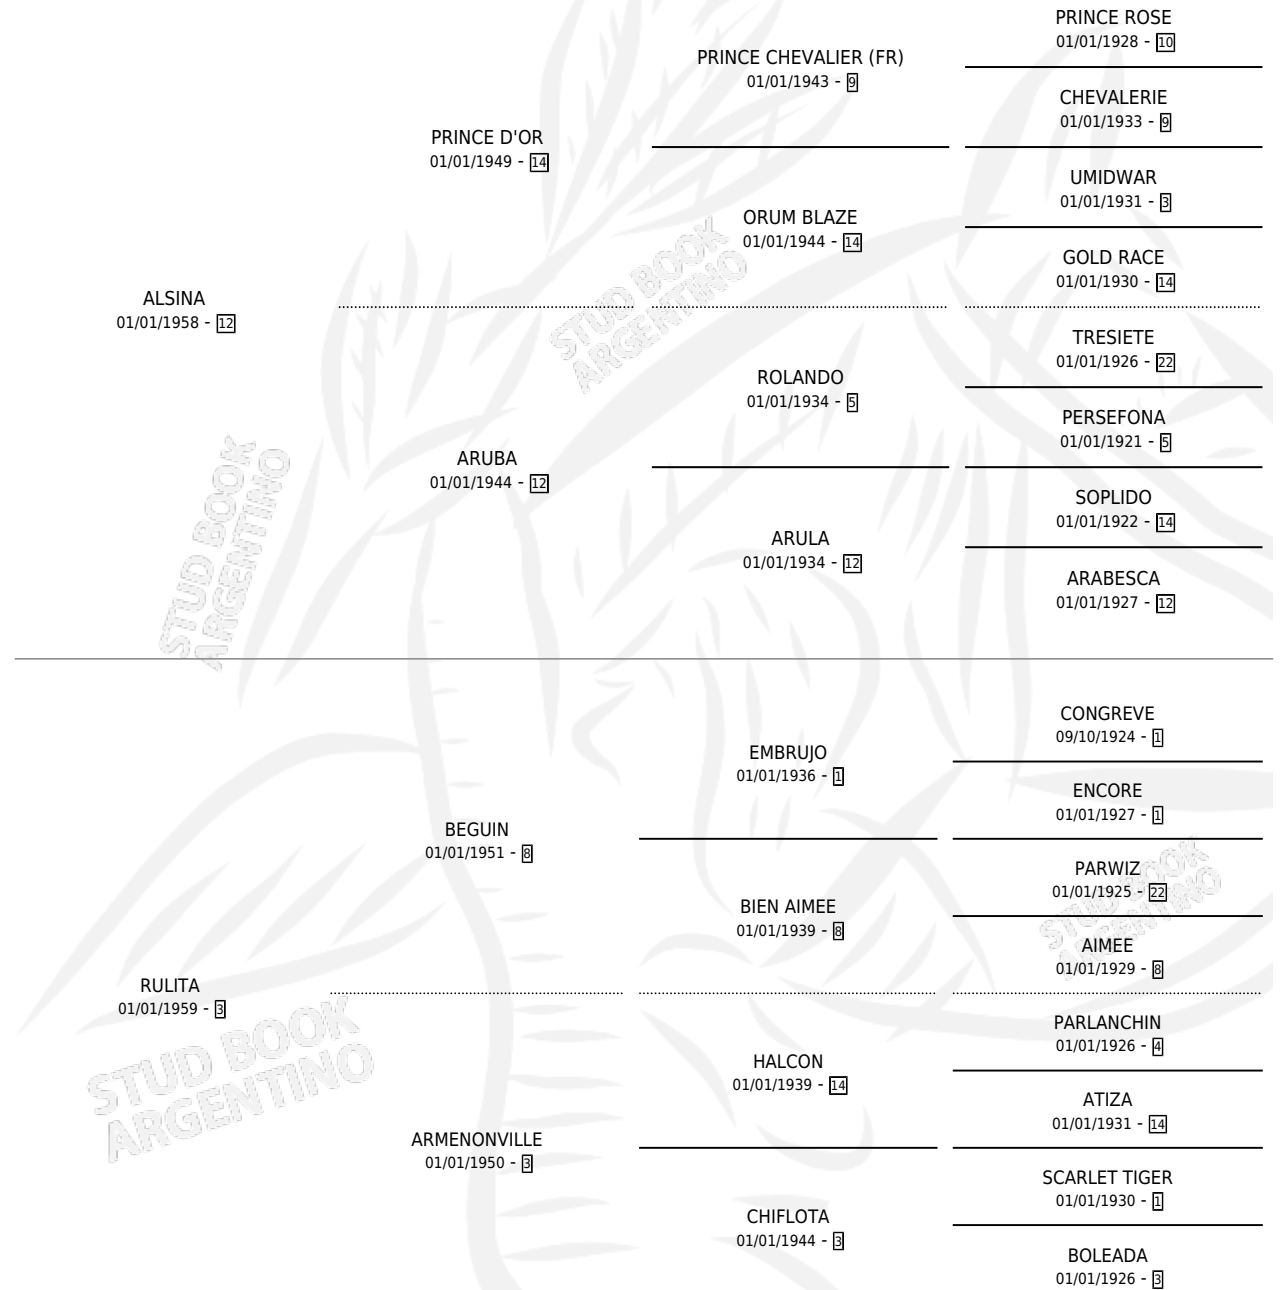 PRINCE ROSE
01/01/1928 - 10
PRINCE CHEVALIER (FR)
01/01/1943 - 9
CHEVALERIE
01/01/1933 - 9
PRINCE D'OR
01/01/1949 - 14
UMIDWAR
01/01/1931 - 3
ORUM BLAZE
01/01/1944 - 14
GOLD RACE
01/01/1930 - 14
ALSINA
01/01/1958 - 12
TRESIETE
01/01/1926 - 22
ROLANDO
01/01/1934 - 5
PERSEFONA
01/01/1921 - 5
ARUBA
01/01/1944 - 12
SOPLIDO
01/01/1922 - 14
ARULA
01/01/1934 - 12
ARABESCA
01/01/1927 - 12
CONGREVE
09/10/1924 - 1
EMBRUJO
01/01/1936 - 1
ENCORE
01/01/1927 - 1
BEGUIN
01/01/1951 - 8
PARWIZ
01/01/1925 - 22
BIEN AIMEE
01/01/1939 - 8
AIMEE
01/01/1929 - 8
RULITA
01/01/1959 - 3
PARLANCHIN
01/01/1926 - 4
HALCON
01/01/1939 - 14
ATIZA
01/01/1931 - 14
ARMENONVILLE
01/01/1950 - 3
SCARLET TIGER
01/01/1930 - 1
CHIFLOTA
01/01/1944 - 3
BOLEADA
01/01/1926 - 3
STUD BOOK
ARGENTINO
STUD BOOK
ARGENTINO
STUD BOOK
ARGENTINO
STUD BOOK
ARGENTINO